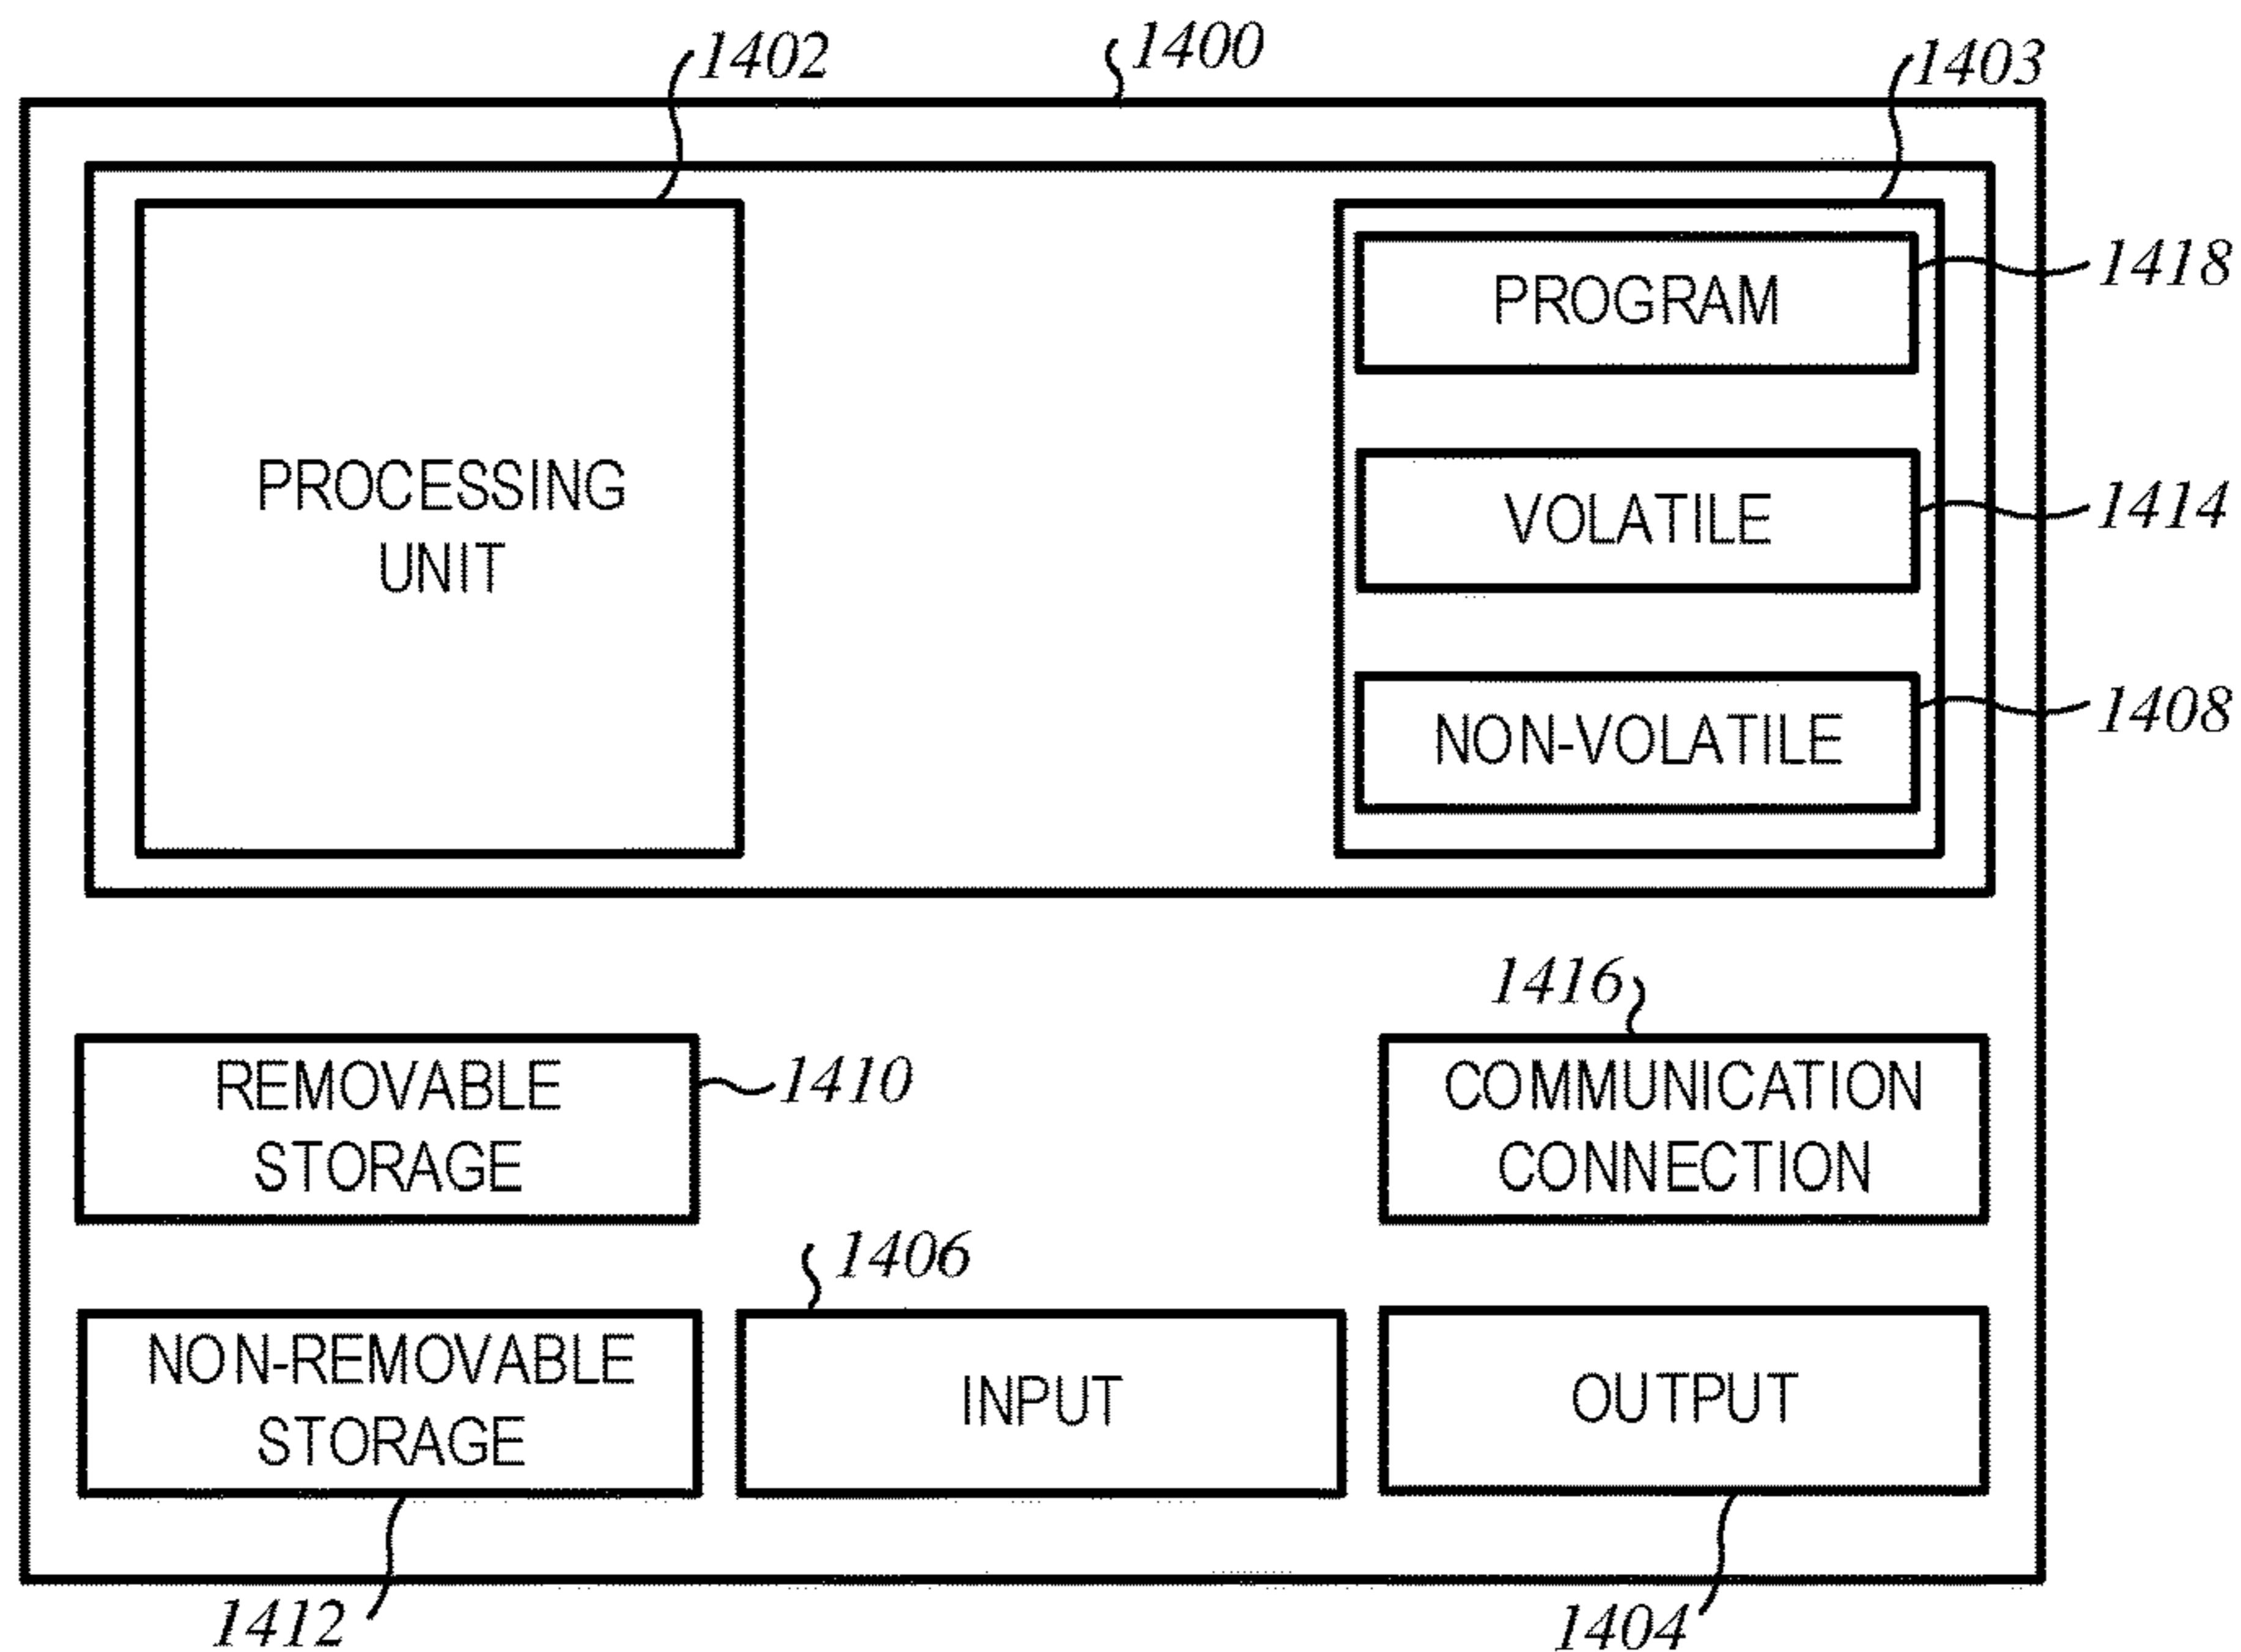 1402
1400
1403
PROGRAM
1418
PROCESSING
UNIT
VOLATILE
1414
NON-VOLATILE
1408
1416
REMOVABLE
STORAGE
1410
COMMUNICATION
CONNECTION
1406
NON-REMOVABLE
STORAGE
INPUT
OUTPUT
1412
1404